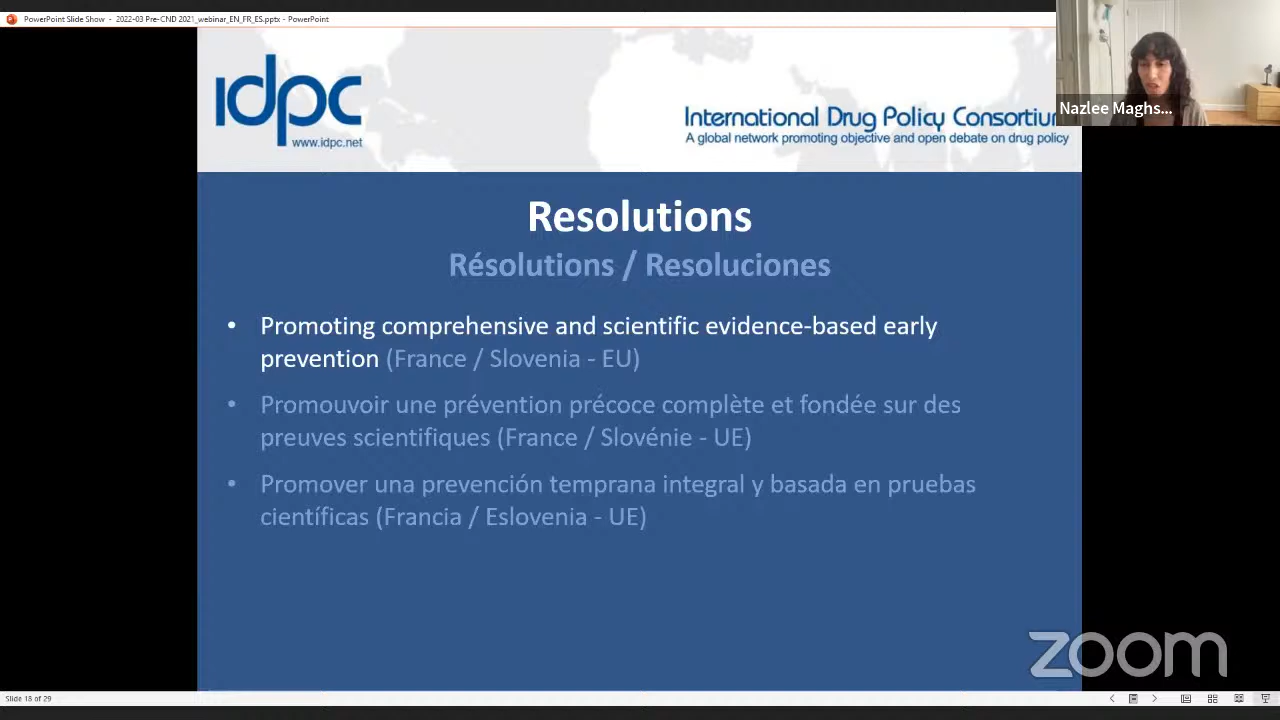 PowerPoint Slide Show - 2022-03 Pre-CND 2021_webinar_EN_FR_ES.pptx - PowerPoint
idpc
www.idpc.net
International Drug Policy Consortium
A global network promoting objective and open debate on drug policy
Nazlee Maghs...
Resolutions
Résolutions / Resoluciones
• Promoting comprehensive and scientific evidence-based early
prevention (France / Slovenia - EU)
• Promouvoir une prévention précoce complète et fondée sur des
preuves scientifiques (France / Slovénie - UE)
• Promover una prevención temprana integral y basada en pruebas
científicas (Francia / Eslovenia - UE)
zoom
Slide 18 of 29